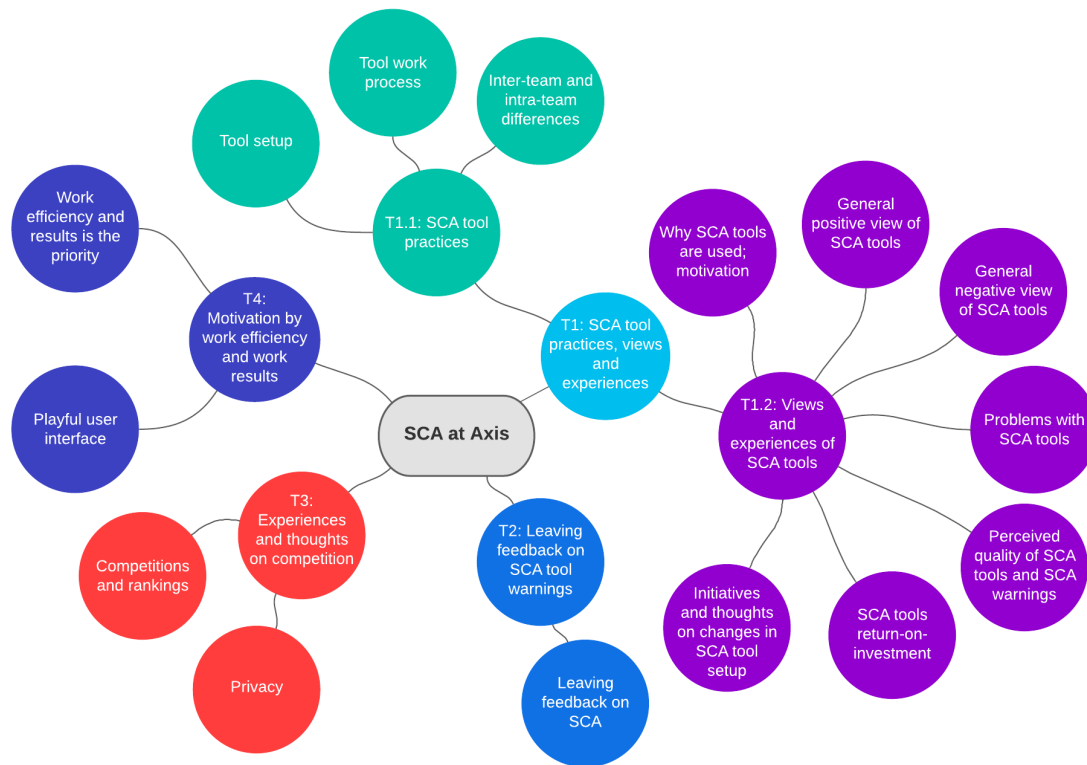 Tool work
process
Inter-team and
intra-team
differences
Tool setup
T1.1: SCA tool
practices
Work
efficiency and
results is the
priority
T4:
Motivation by
work efficiency
and work
results
Playful user
interface
SCA at Axis
T1: SCA tool
practices, views
and
experiences
Why SCA tools
are used;
motivation
General
positive view of
SCA tools
General
negative view
of SCA tools
T1.2: Views
and
experiences of
SCA tools
Problems with
SCA tools
Perceived
quality of SCA
tools and SCA
warnings
SCA tools
return-on-
investment
Initiatives
and thoughts
on changes in
SCA tool
setup
T3:
Experiences
and thoughts
on competition
Competitions
and rankings
Privacy
T2: Leaving
feedback on
SCA tool
warnings
Leaving
feedback on
SCA